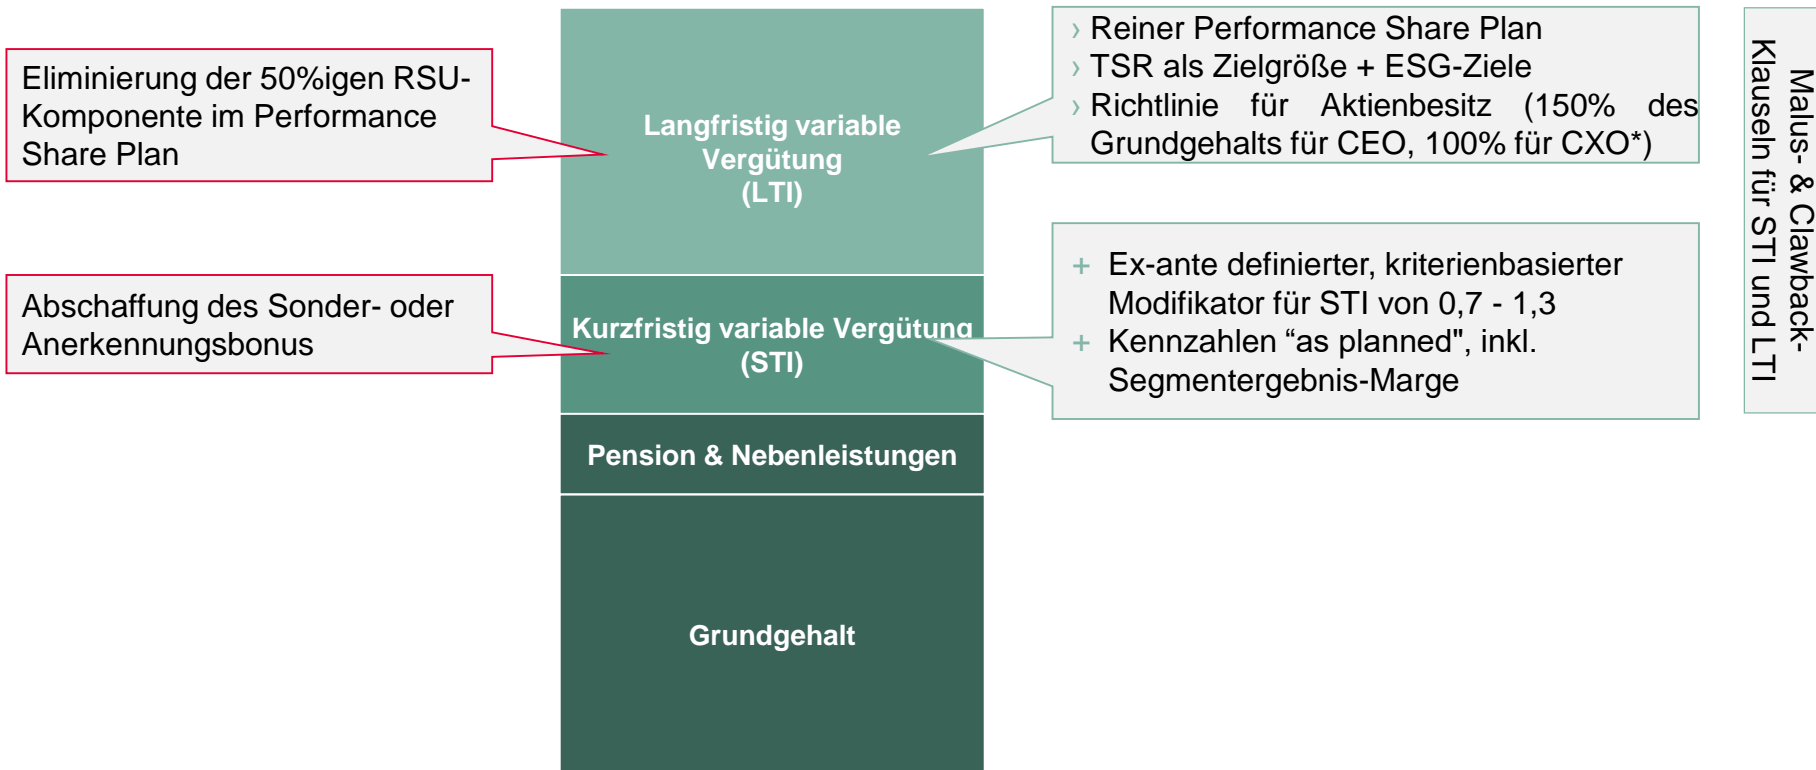 Eliminierung der 50%igen RSU-
Komponente im Performance
Share Plan
Abschaffung des Sonder- oder
Anerkennungsbonus
Langfristig variable
Vergütung
(LTI)
Kurzfristig variable Vergütung
(STI)
Pension & Nebenleistungen
Grundgehalt
› Reiner Performance Share Plan
› TSR als Zielgröße + ESG-Ziele
› Richtlinie für Aktienbesitz (150% des
Grundgehalts für CEO, 100% für CXO*)
+ Ex-ante definierter, kriterienbasierter
Modifikator für STI von 0,7 - 1,3
+ Kennzahlen “as planned", inkl.
Segmentergebnis-Marge
Malus- & Clawback-
Klauseln für STI und LTI